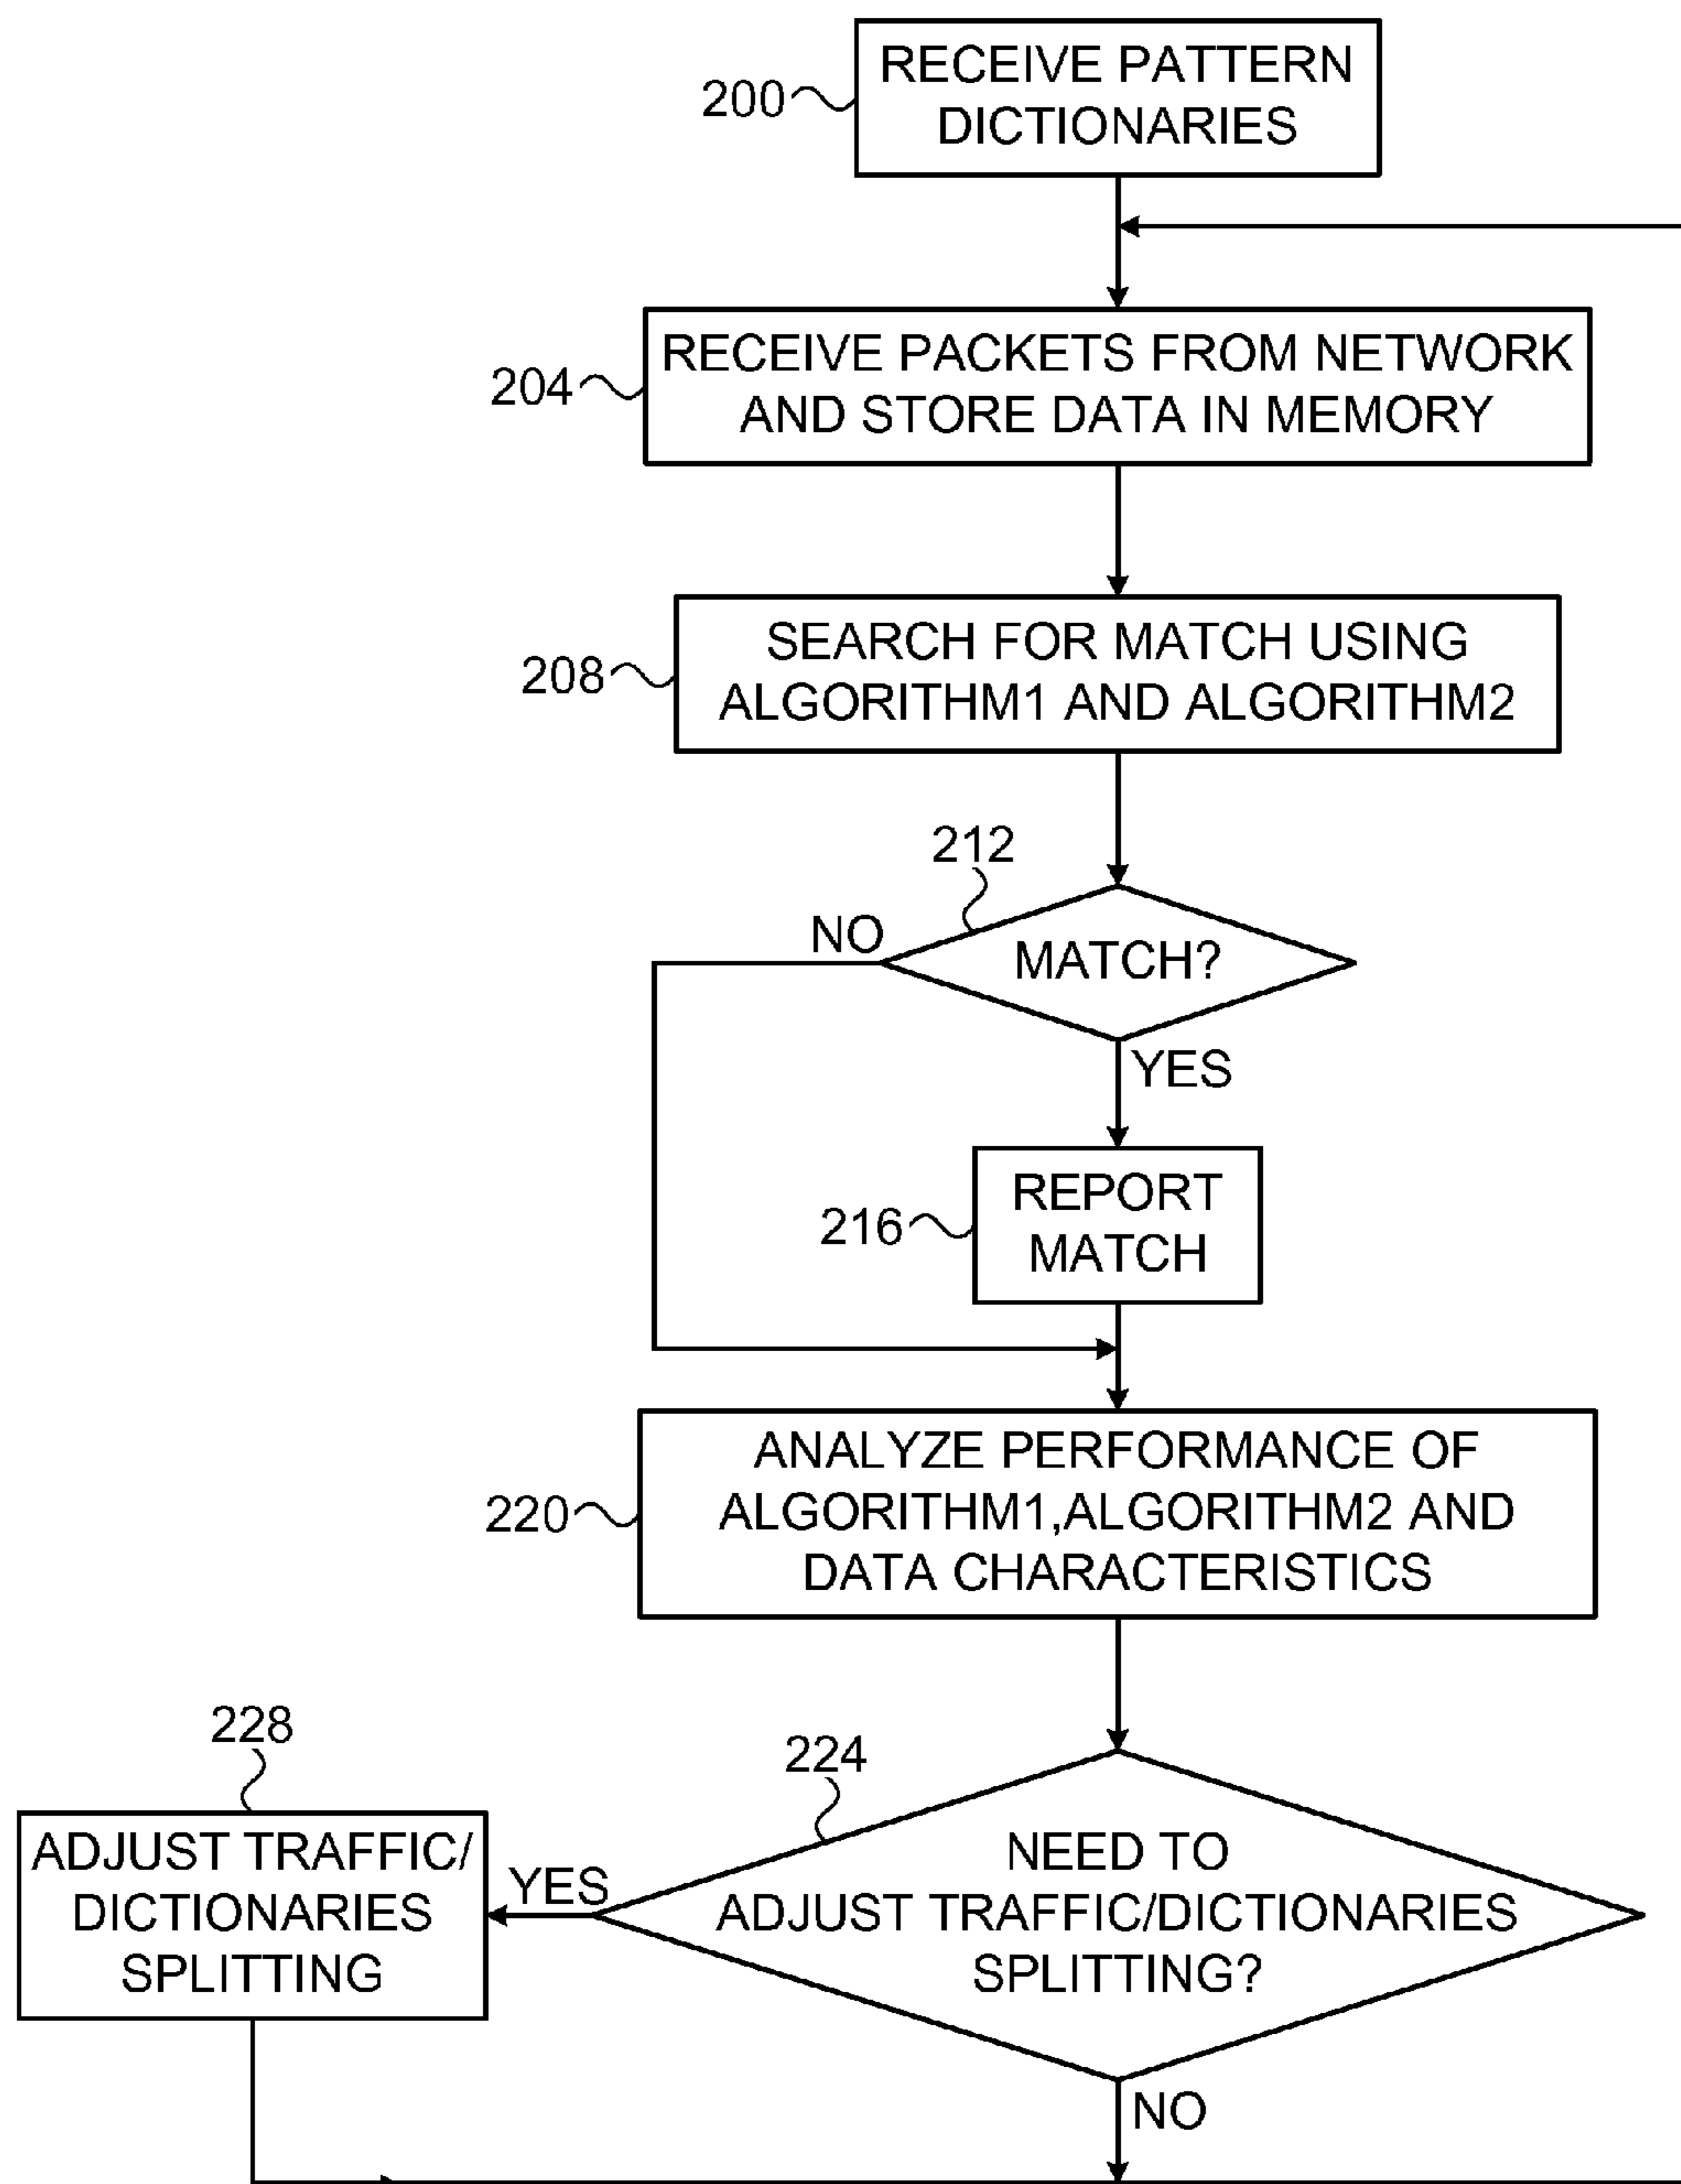 RECEIVE PATTERN
DICTIONARIES
200
RECEIVE PACKETS FROM NETWORK
AND STORE DATA IN MEMORY
204
SEARCH FOR MATCH USING
ALGORITHM1 AND ALGORITHM2
208
212
NO
MATCH?
YES
REPORT
MATCH
216
ANALYZE PERFORMANCE OF
ALGORITHM1,ALGORITHM2 AND
DATA CHARACTERISTICS
220
228
224
ADJUST TRAFFIC/
DICTIONARIES
SPLITTING
YES
NEED TO
ADJUST TRAFFIC/DICTIONARIES
SPLITTING?
NO